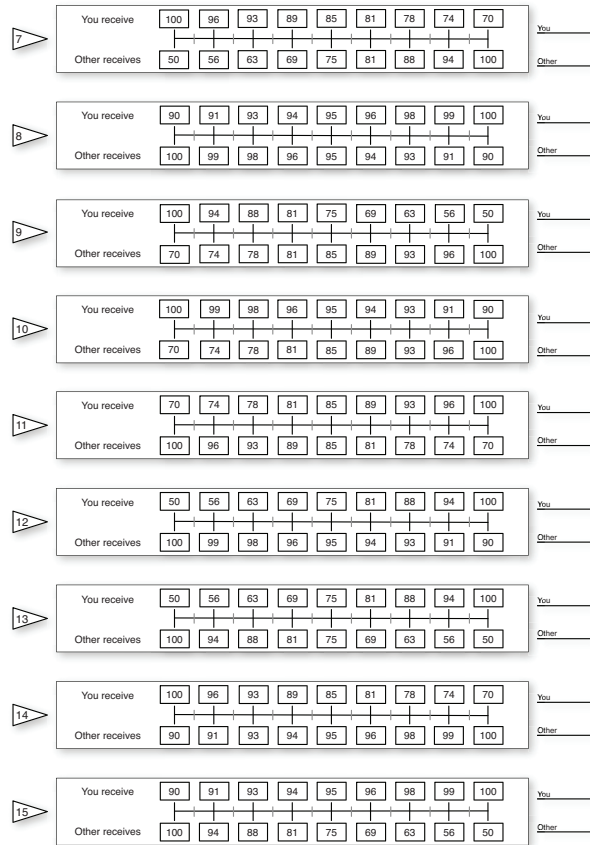 You receive 100 96 93 89 85 81 78 74 70
You
7
Other receives 50 56 63 69 75 81 88 94 100
Other
You receive 90 91 93 94 95 96 98 99 100
You
8
Other receives 100 99 98 96 95 94 93 91 90
Other
You receive 100 94 88 81 75 69 63 56 50
You
9
Other receives 70 74 78 81 85 89 93 96 100
Other
You receive 100 99 98 96 95 94 93 91 90
You
10
Other receives 70 74 78 81 85 89 93 96 100
Other
You receive 70 74 78 81 85 89 93 96 100
You
11
Other receives 100 96 93 89 85 81 78 74 70
Other
You receive 50 56 63 69 75 81 88 94 100
You
12
Other receives 100 99 98 96 95 94 93 91 90
Other
You receive 50 56 63 69 75 81 88 94 100
You
13
Other receives 100 94 88 81 75 69 63 56 50
Other
You receive 100 96 93 89 85 81 78 74 70
You
14
Other receives 90 91 93 94 95 96 98 99 100
Other
You receive 90 91 93 94 95 96 98 99 100
You
15
Other receives 100 94 88 81 75 69 63 56 50
Other